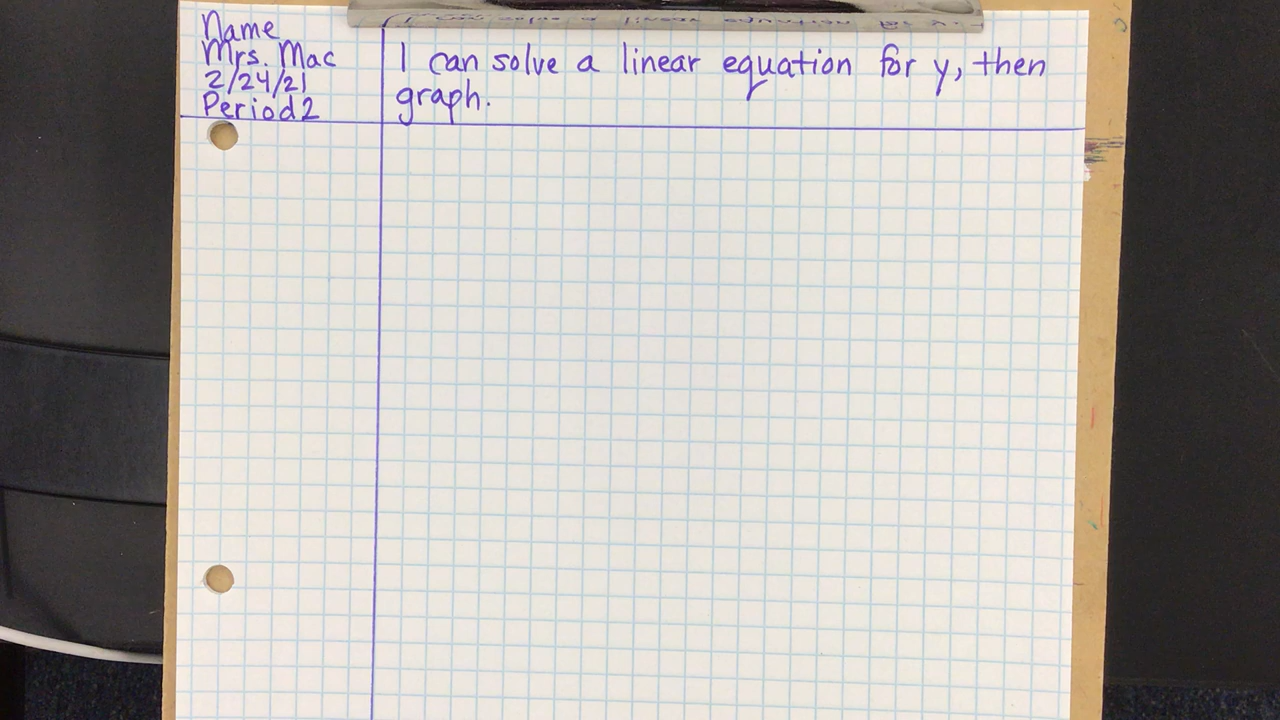 Name
Mrs. Mac
2/24/21
Period 2
I can solve a linear equation for y, then
graph.